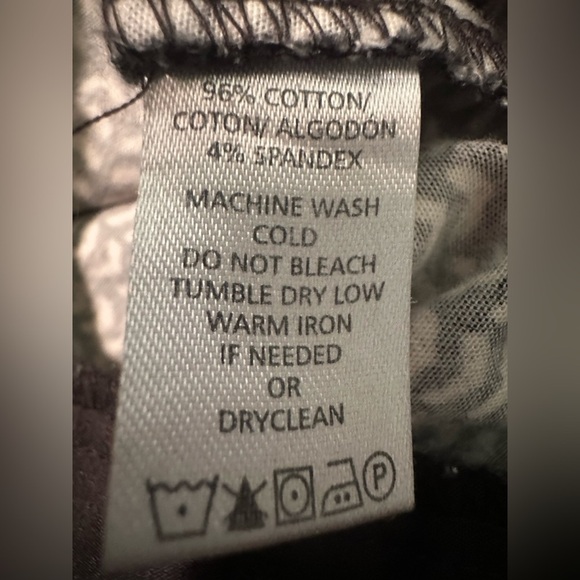 96% COTTON/
COTON/ ALGODON
4% SPANDEX
MACHINE WASH
COLD
DO NOT BLEACH
TUMBLE DRY LOW
WARM IRON
IF NEEDED
OR
DRYCLEAN
P